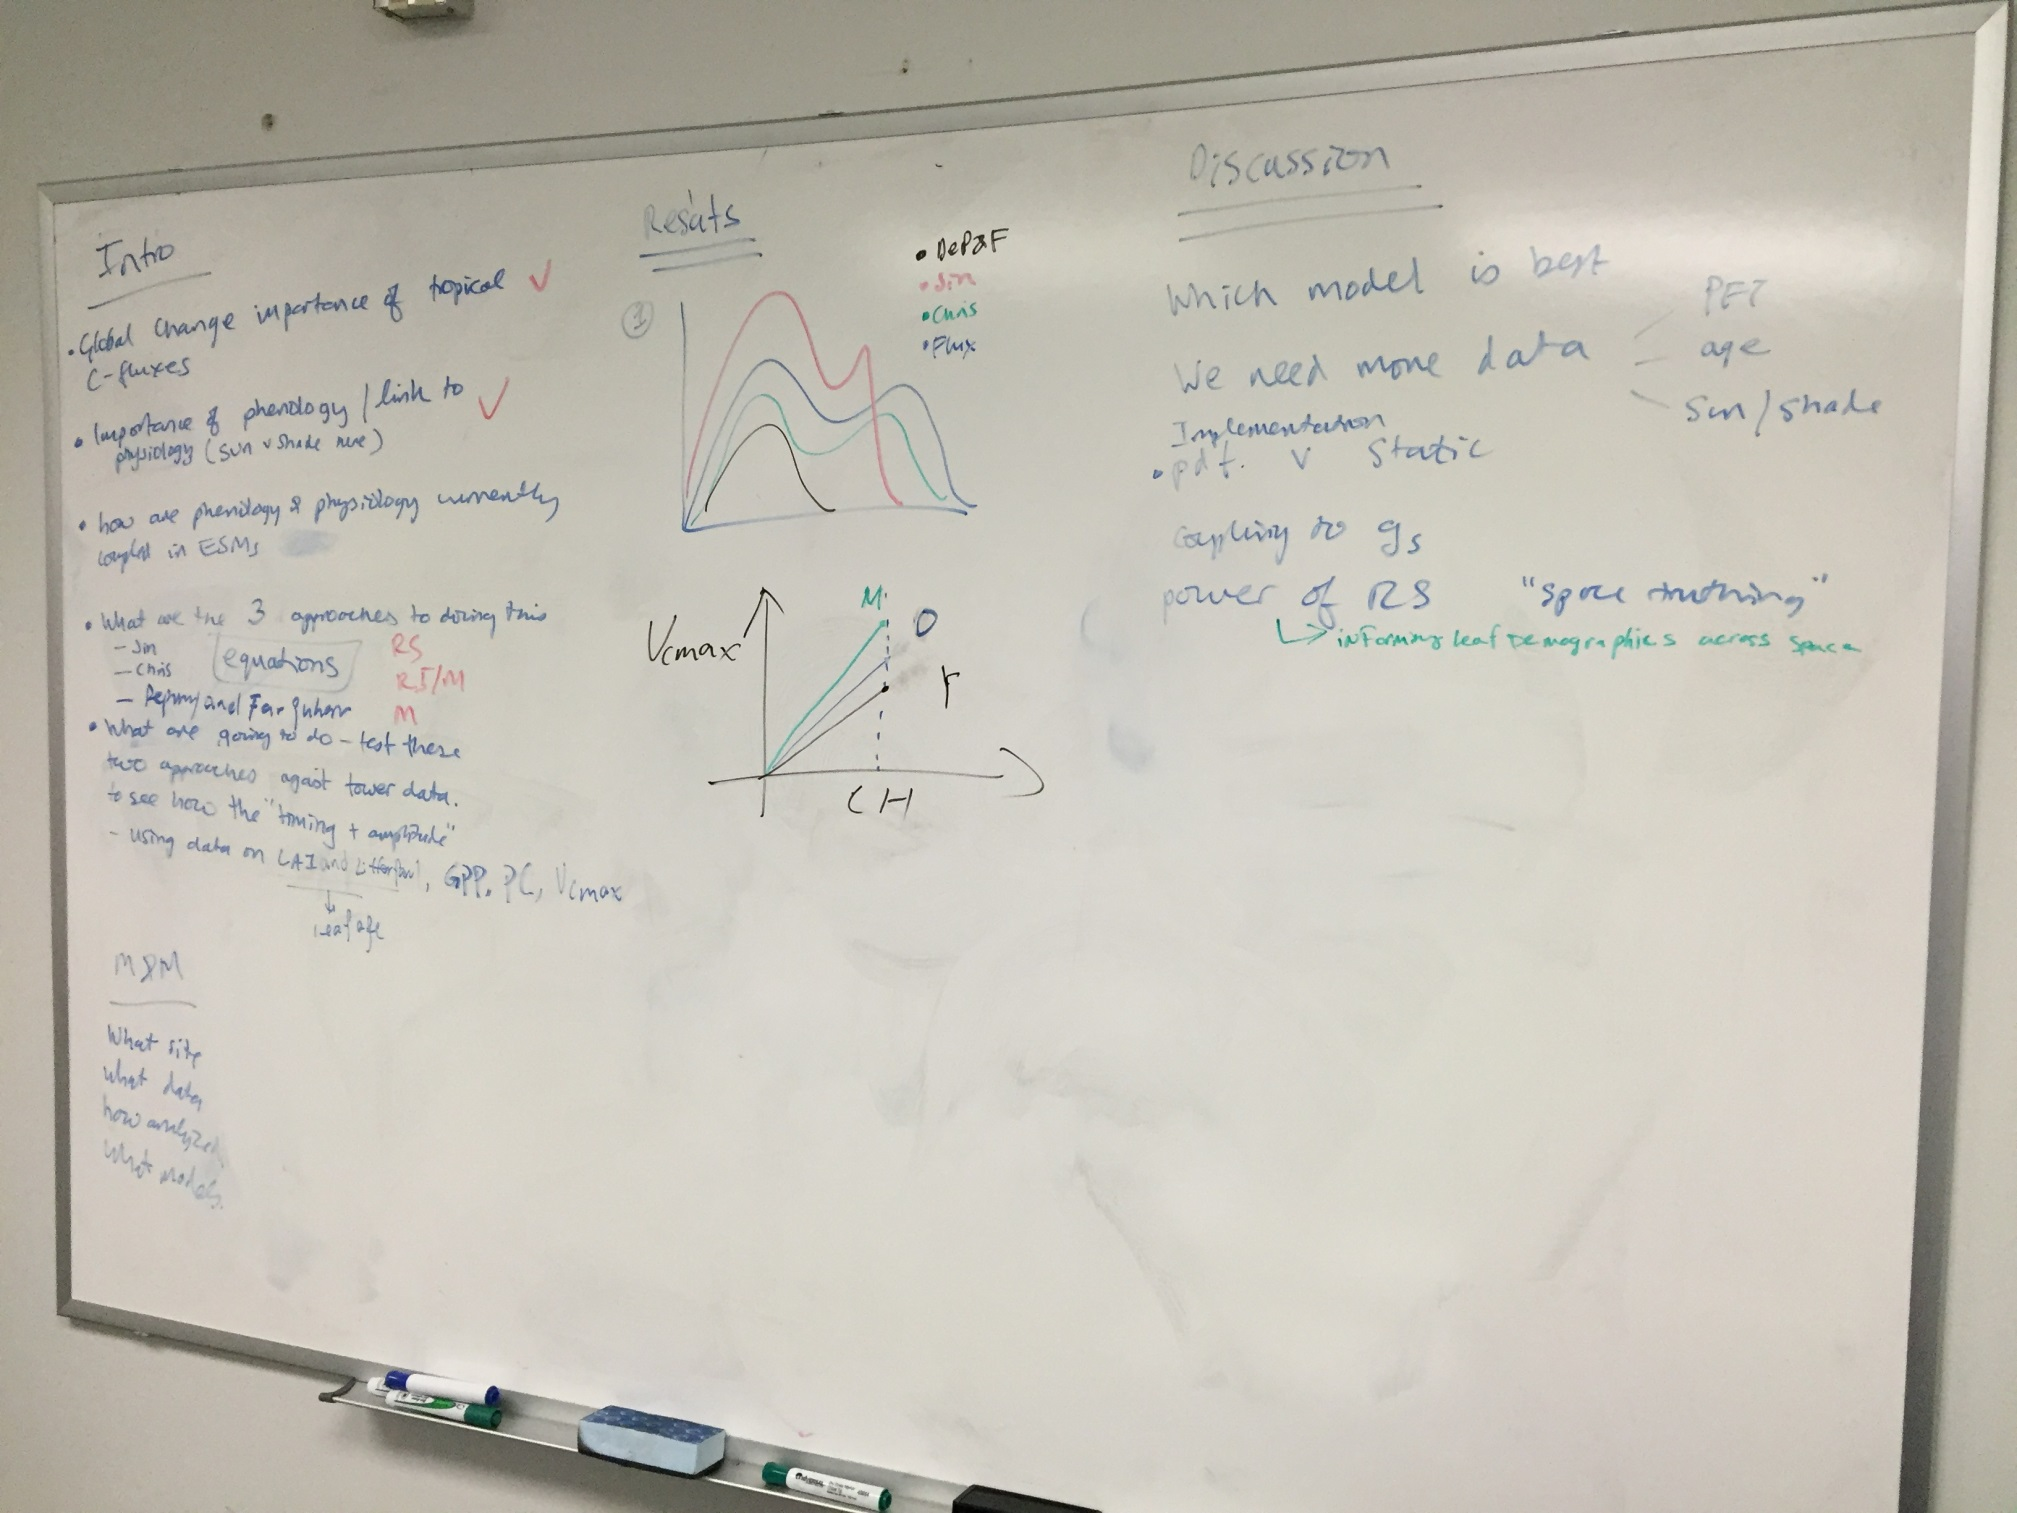 Intro
• Global Change importance of tropical
C-fluxes
• Importance of phenology / link to
physiology (sun v shade here)
• how are phenology & physiology currently
coupled in ESMs
• What are the 3 approaches to doing this
- Jin
- Chris
equations
RS
RS/M
M
• What are going to do - test these
two approaches against tower data.
to see how the "timing + amplitude"
- using data on LAI and Litterfall, GPP, PC, Vcmax
↓
Leaf age
M&M
What site
what data
how analyzed
What models.
Results
①
• DeP&F
• Jin
• Chris
• Flux
Vcmax
M
O
Y
CH
Discussion
Which model is best
We need more data
PFT
age
Sun/shade
Implementation
• pdf. v Static
Coupling to gs
power of RS "space truthing"
↳ informing leaf Demographics across space